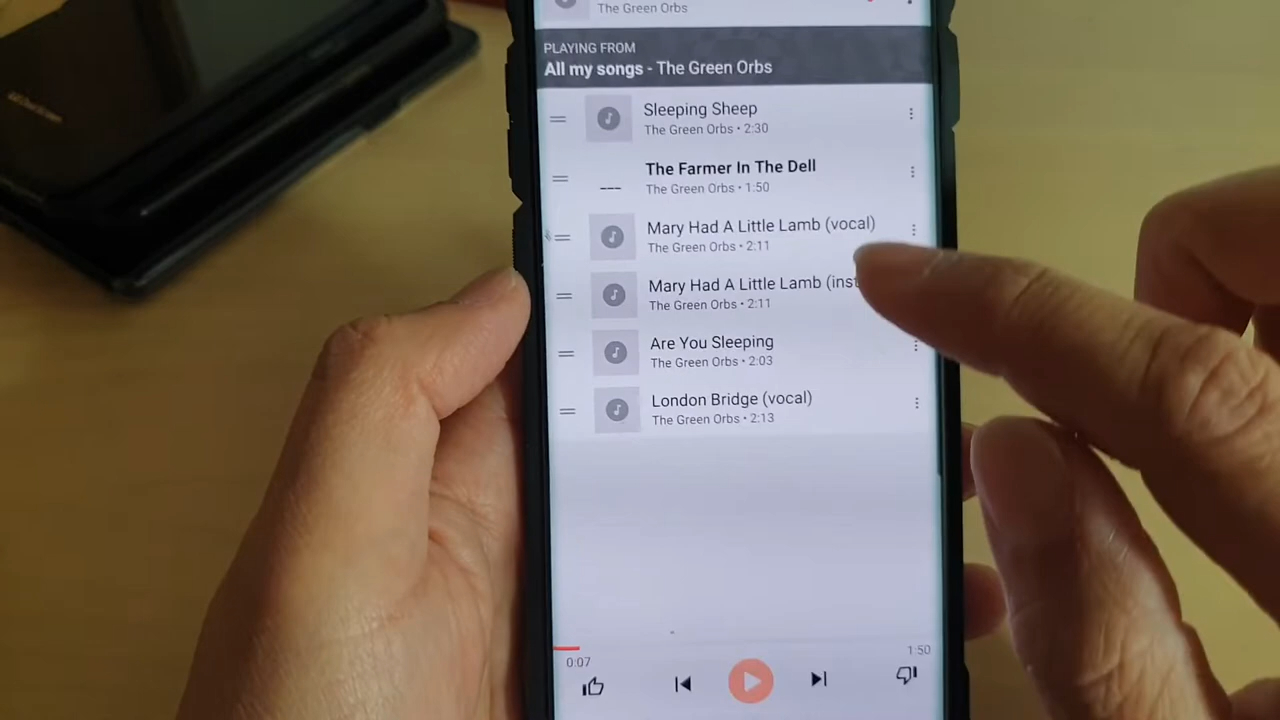 The Green Orbs
PLAYING FROM
All my songs - The Green Orbs
Sleeping Sheep
The Green Orbs • 2:30
The Farmer In The Dell
The Green Orbs • 1:50
Mary Had A Little Lamb (vocal)
The Green Orbs • 2:11
Mary Had A Little Lamb (inst
The Green Orbs • 2:11
Are You Sleeping
The Green Orbs • 2:03
London Bridge (vocal)
The Green Orbs • 2:13
0:07
1:50